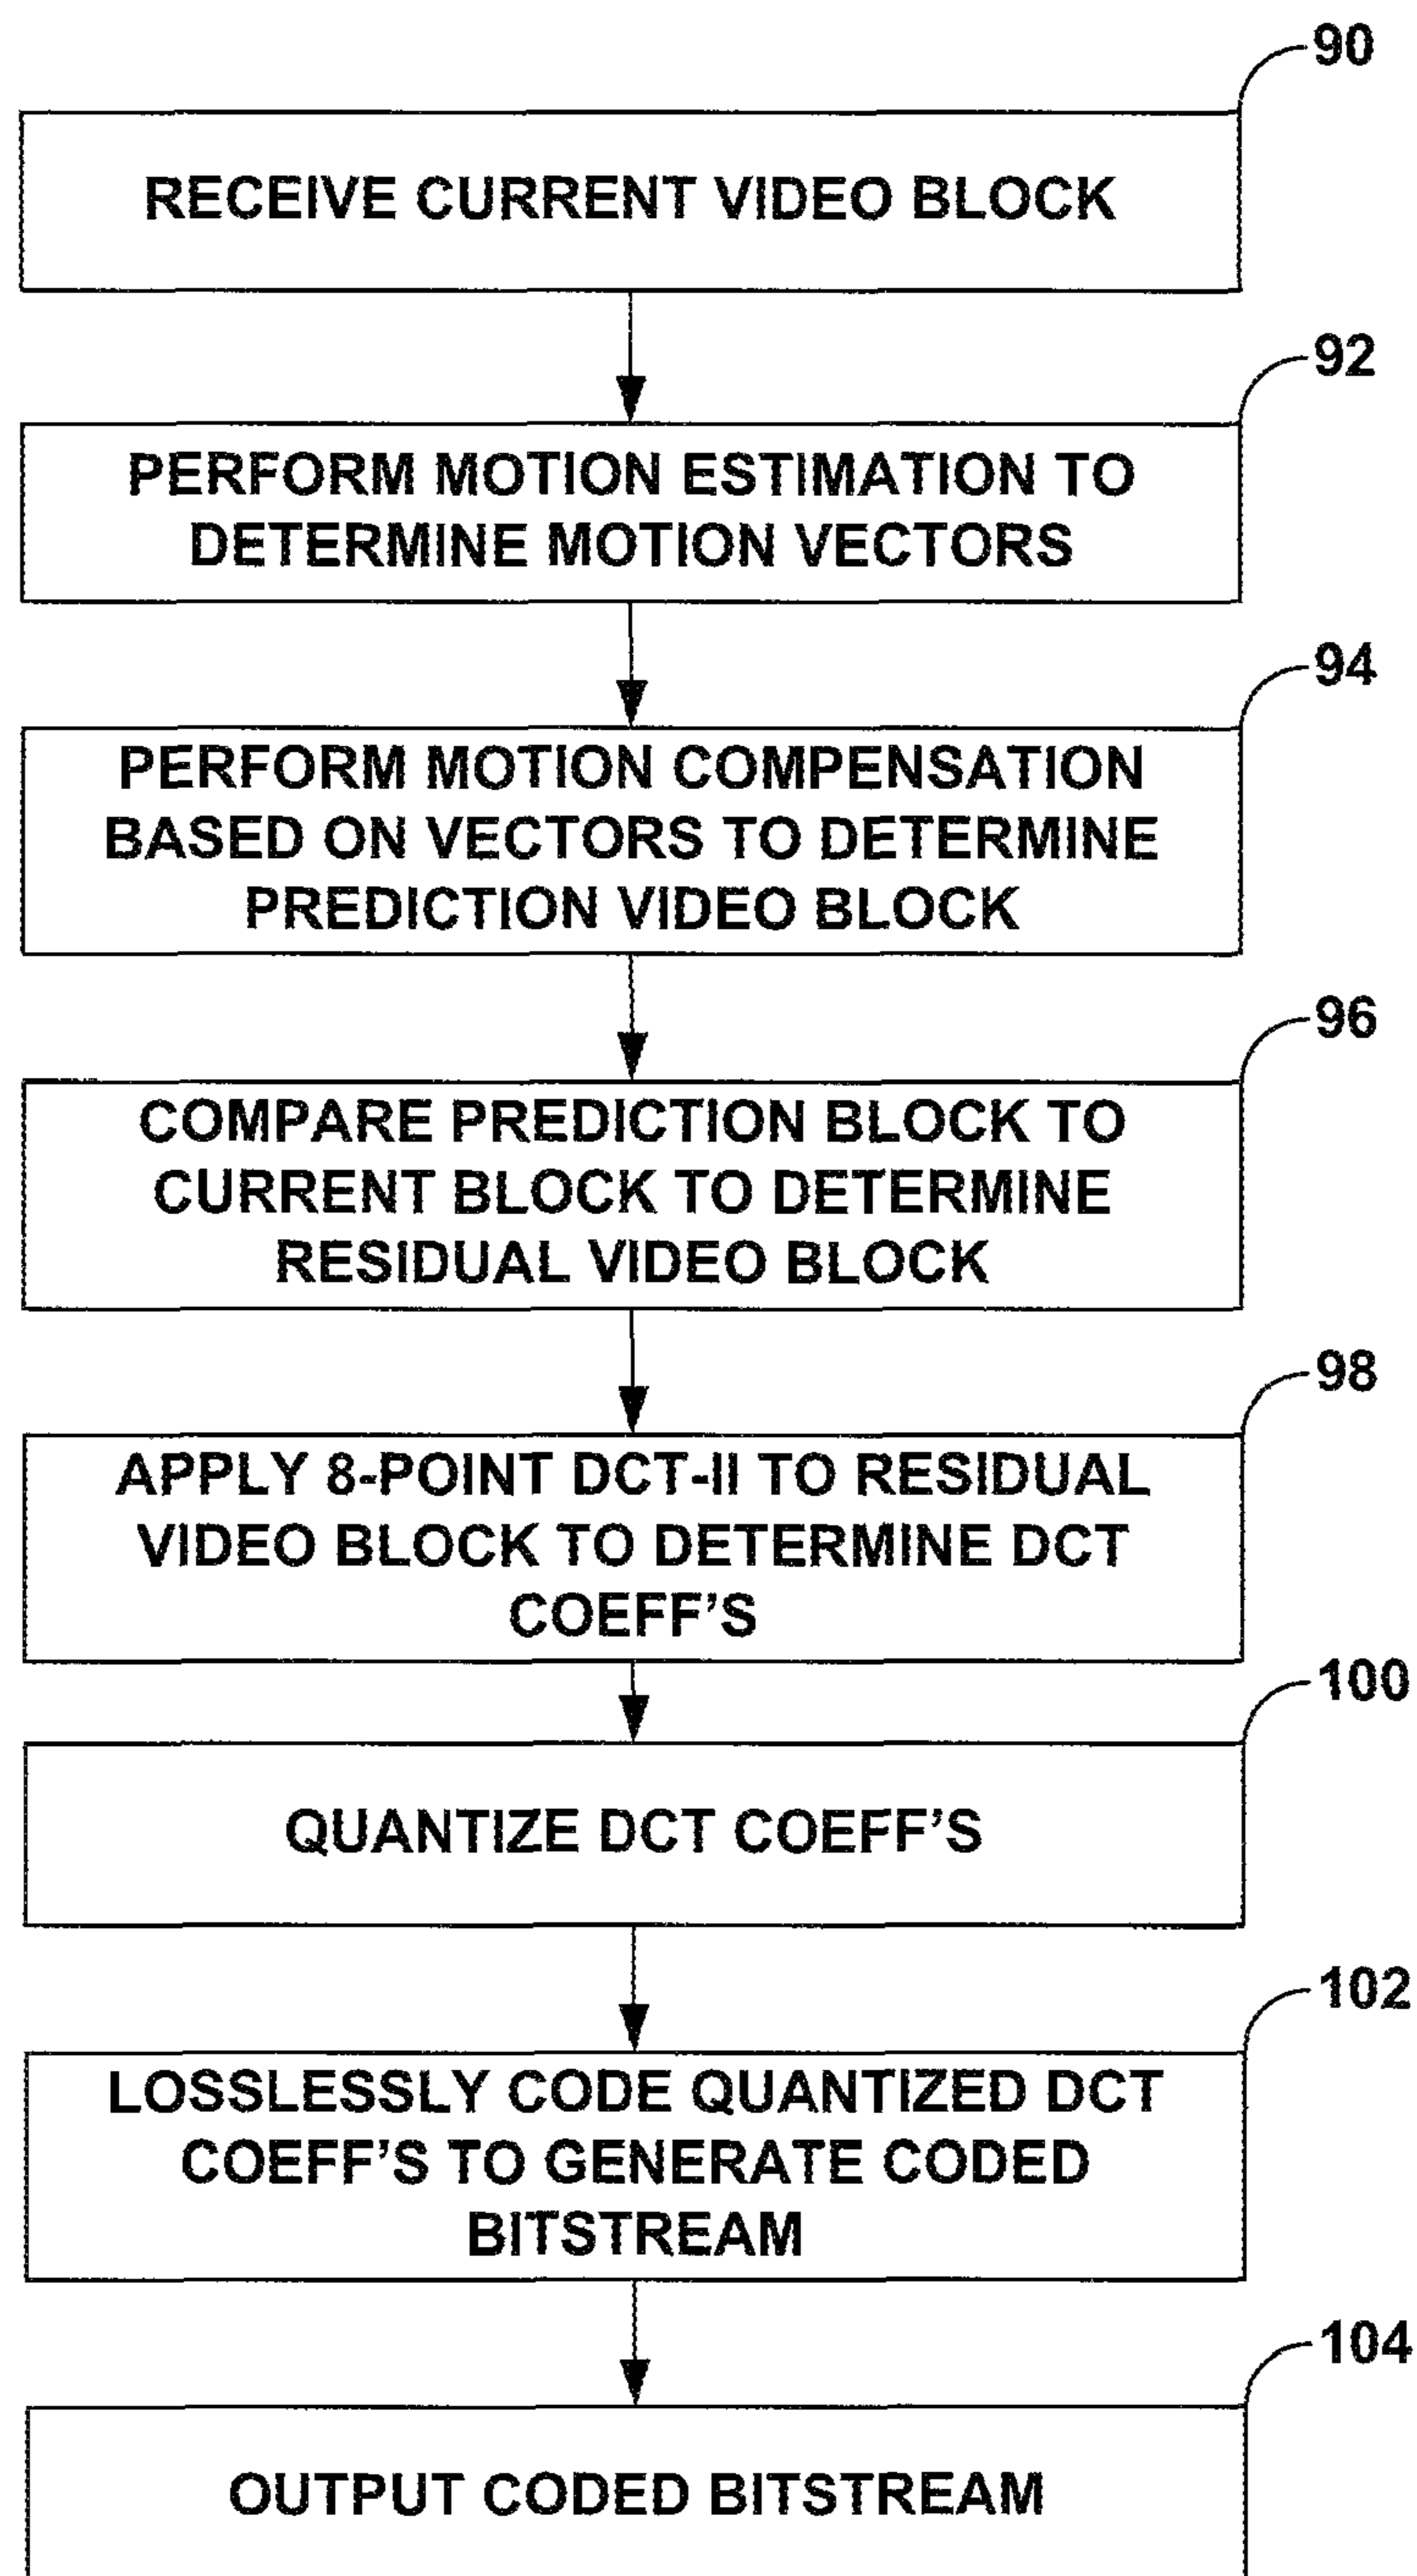 90
RECEIVE CURRENT VIDEO BLOCK
92
PERFORM MOTION ESTIMATION TO
DETERMINE MOTION VECTORS
94
PERFORM MOTION COMPENSATION
BASED ON VECTORS TO DETERMINE
PREDICTION VIDEO BLOCK
96
COMPARE PREDICTION BLOCK TO
CURRENT BLOCK TO DETERMINE
RESIDUAL VIDEO BLOCK
98
APPLY 8-POINT DCT-II TO RESIDUAL
VIDEO BLOCK TO DETERMINE DCT
COEFF'S
100
QUANTIZE DCT COEFF'S
102
LOSSLESSLY CODE QUANTIZED DCT
COEFF'S TO GENERATE CODED
BITSTREAM
104
OUTPUT CODED BITSTREAM